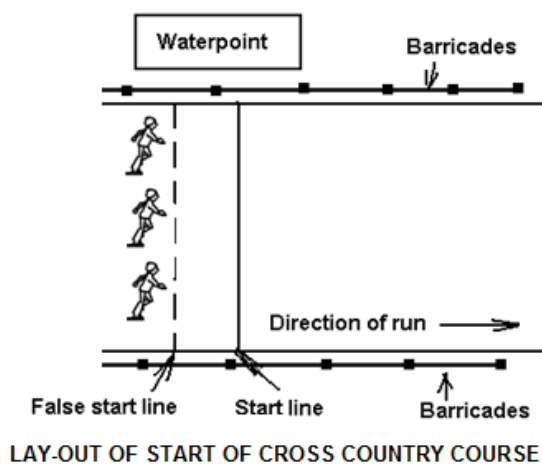 Waterpoint
Barricades
Direction of run
False start line
Start line
Barricades
LAY-OUT OF START OF CROSS COUNTRY COURSE